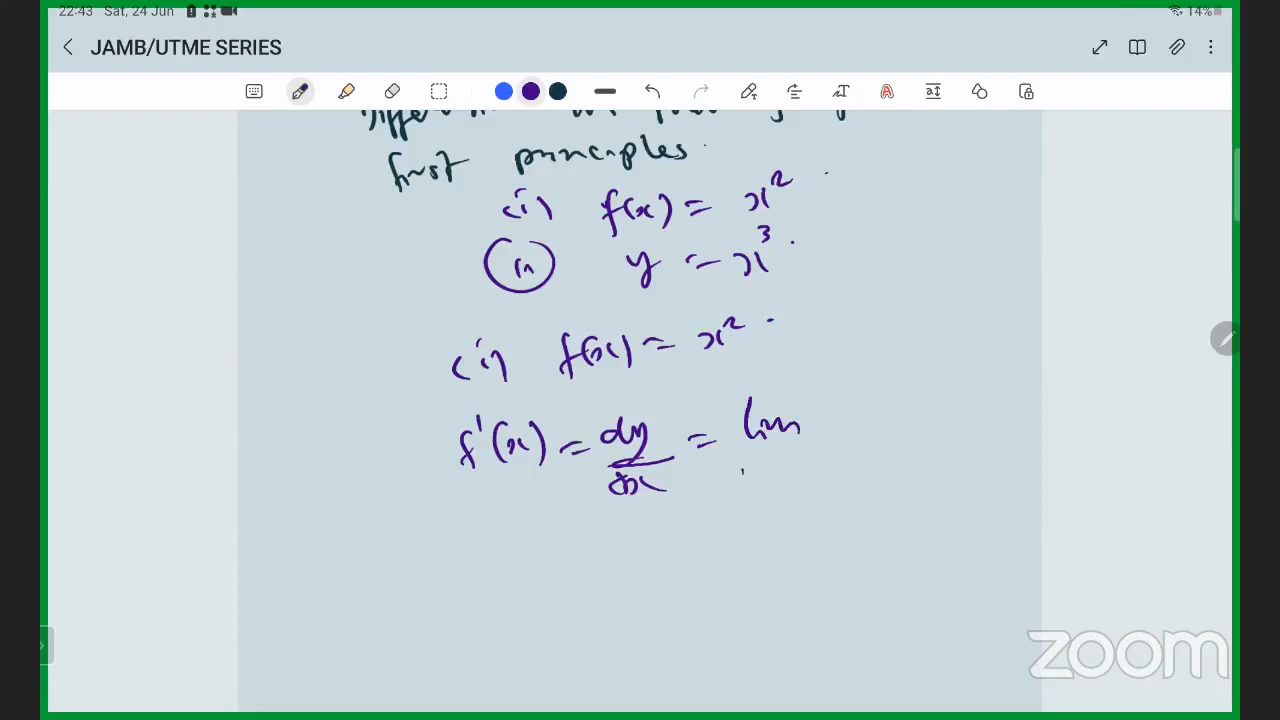 22:43 Sat, 24 Jun 14%
JAMB/UTME SERIES
first principles
(i) f(x) = x²
(ii) y = x³
(i) f(x) = x²
f'(x) = dy/dx = lim
zoom